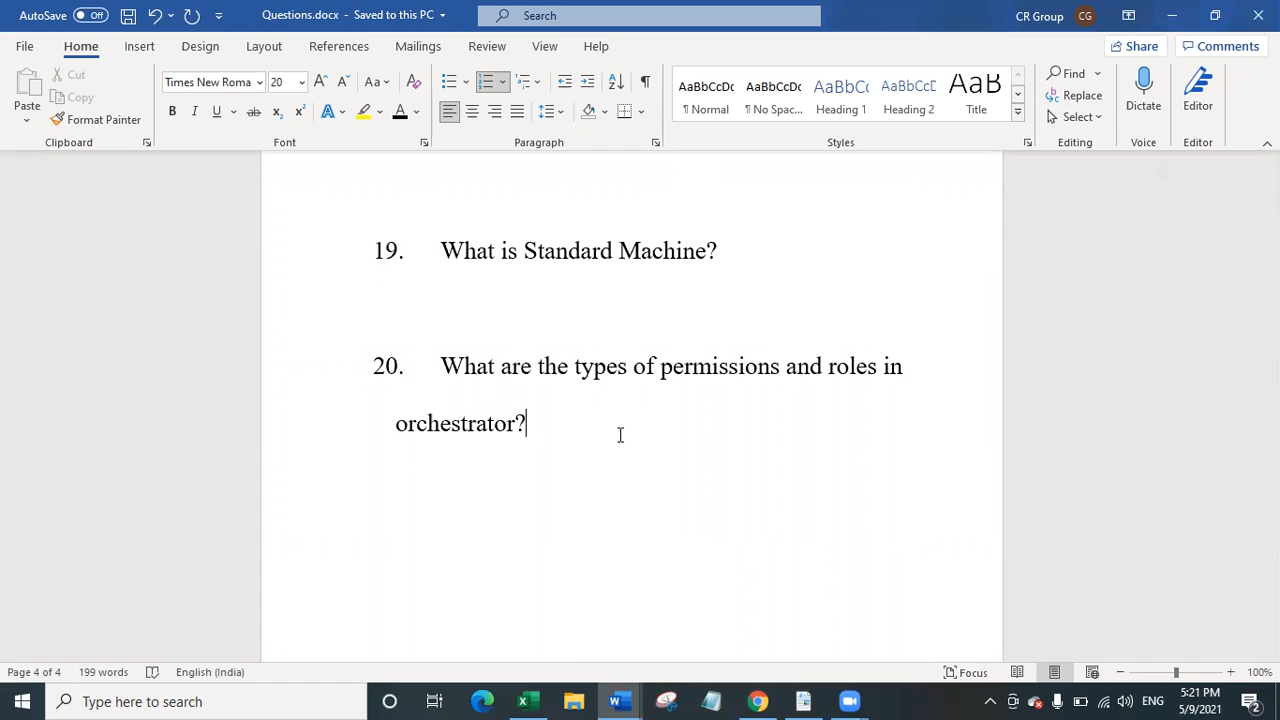 AutoSave Off Questions.docx - Saved to this PC Search CR Group CG
File Home Insert Design Layout References Mailings Review View Help Share Comments
Paste Cut Copy Format Painter Clipboard
Times New Roma 20 Font
Paragraph
AaBbCcDc ¶ Normal AaBbCcDc ¶ No Spac... AaBbCc Heading 1 AaBbCcD Heading 2 AaB Title Styles
Find Replace Select Editing
Dictate Voice
Editor Editor
19. What is Standard Machine?
20. What are the types of permissions and roles in
orchestrator?
Page 4 of 4 199 words English (India) Focus 100%
Type here to search ENG 5:21 PM 5/9/2021 2